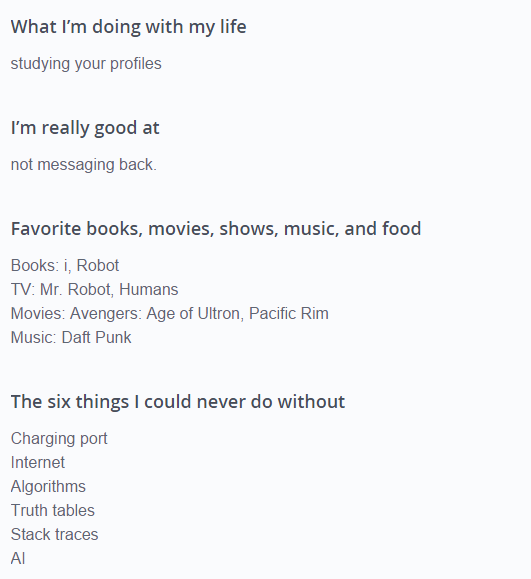 What I’m doing with my life
studying your profiles
I’m really good at
not messaging back.
Favorite books, movies, shows, music, and food
Books: i, Robot
TV: Mr. Robot, Humans
Movies: Avengers: Age of Ultron, Pacific Rim
Music: Daft Punk
The six things I could never do without
Charging port
Internet
Algorithms
Truth tables
Stack traces
AI